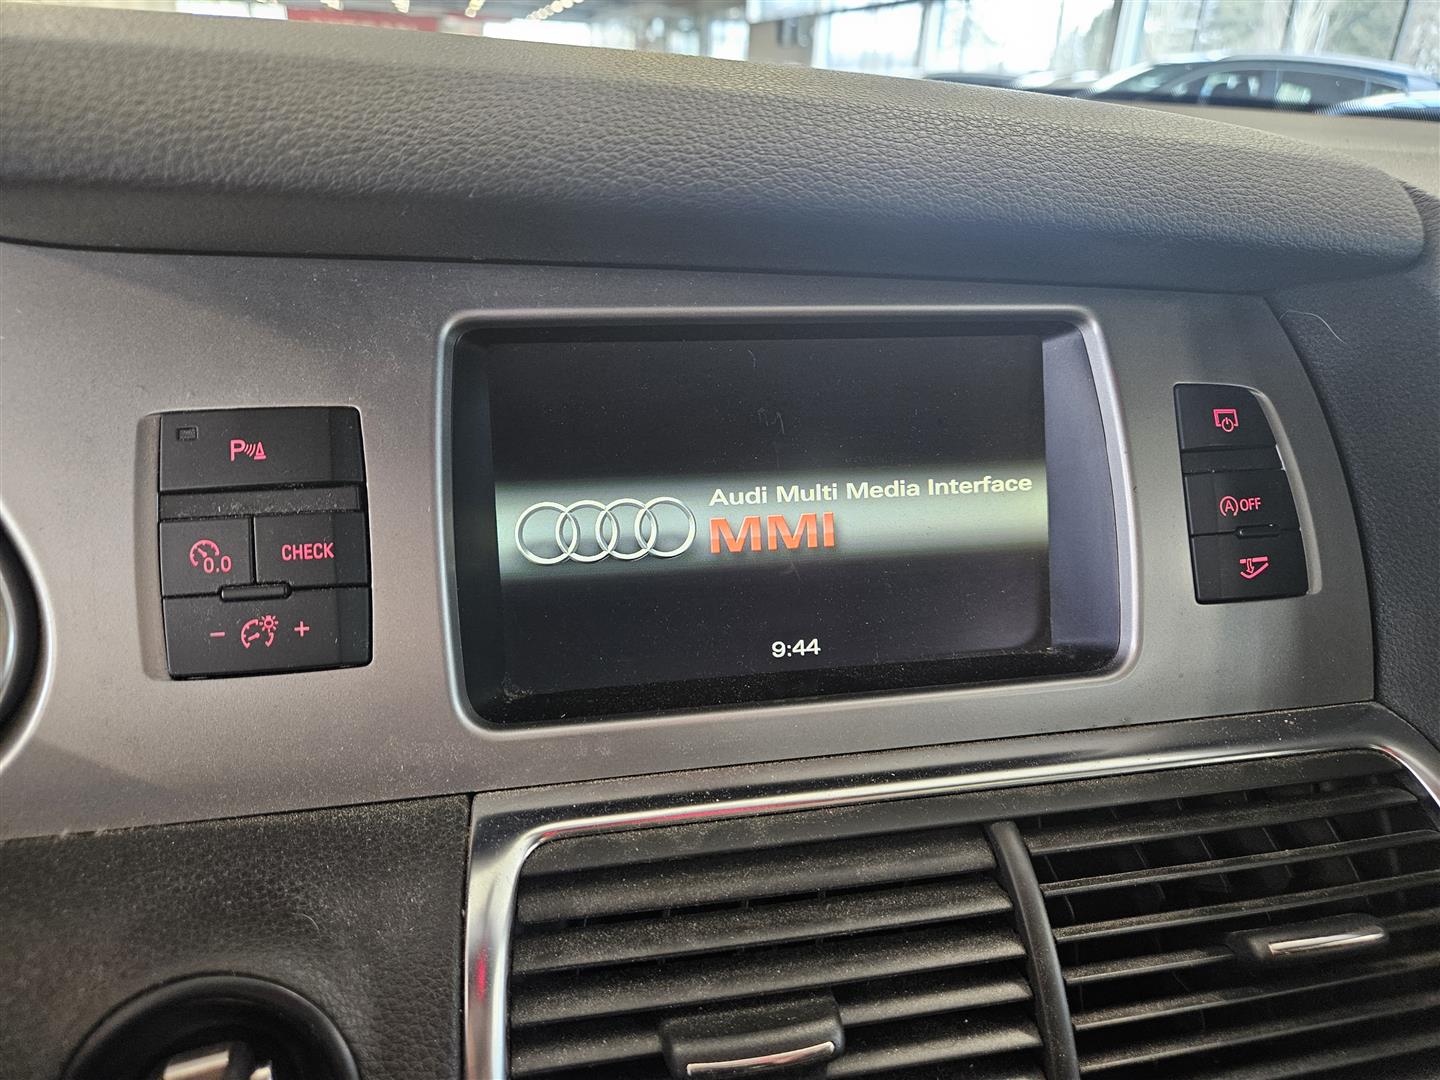 P
0.0
CHECK
- +
Audi Multi Media Interface
MMI
9:44
A OFF